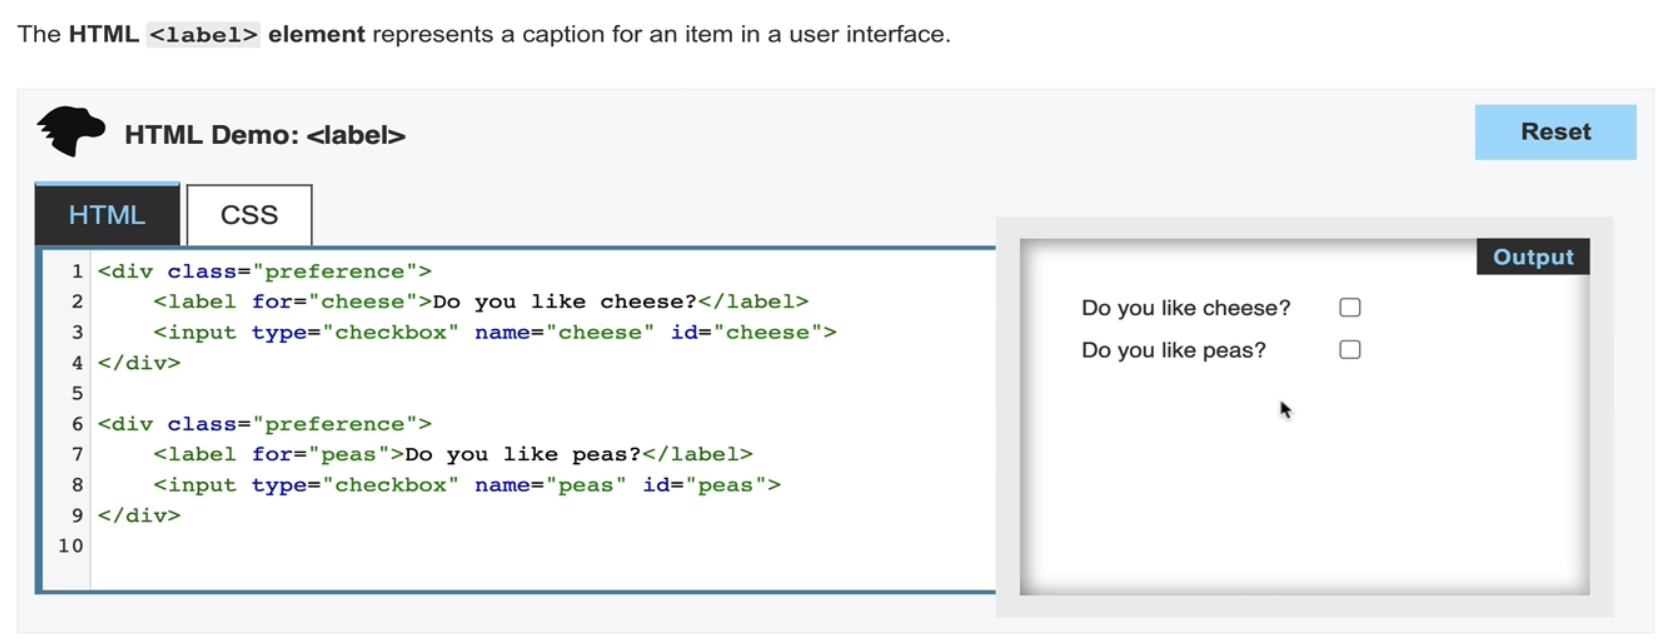 The HTML <label> element represents a caption for an item in a user interface.
HTML Demo: <label>
Reset
HTML
CSS
1 <div class="preference">
2     <label for="cheese">Do you like cheese?</label>
3     <input type="checkbox" name="cheese" id="cheese">
4 </div>
5
6 <div class="preference">
7     <label for="peas">Do you like peas?</label>
8     <input type="checkbox" name="peas" id="peas">
9 </div>
10
Output
Do you like cheese?
Do you like peas?